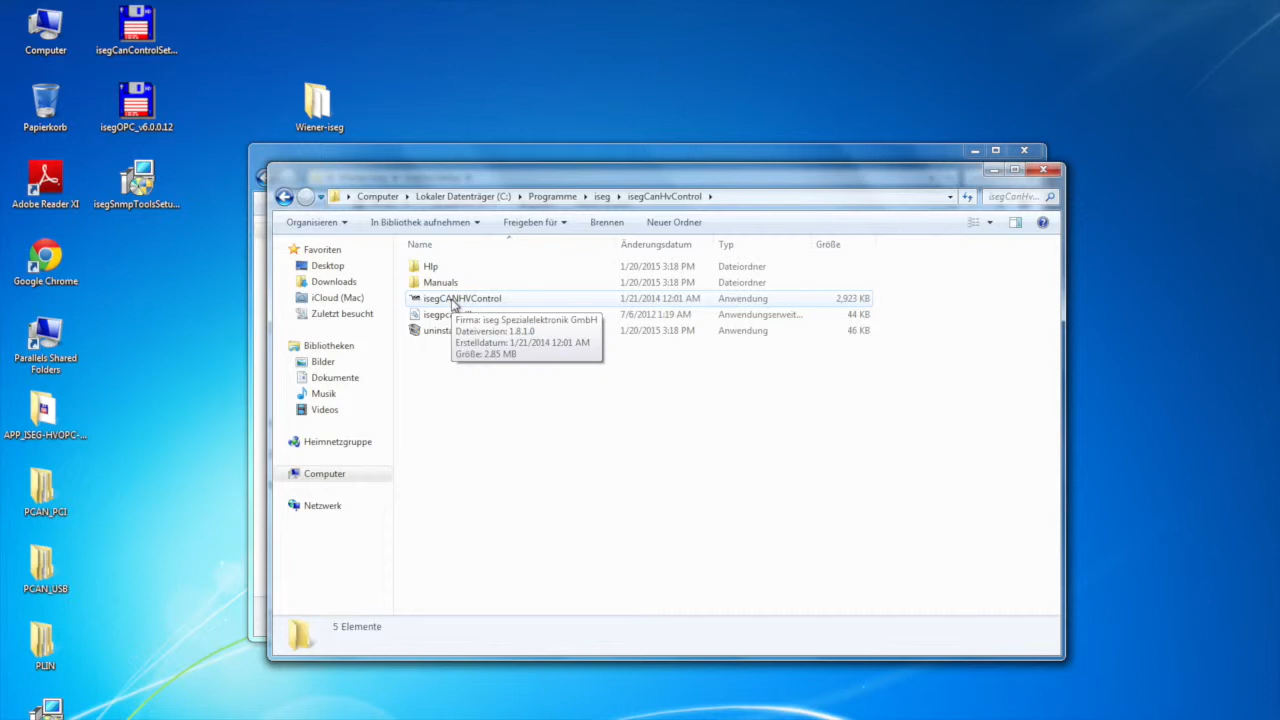 Computer
isegCanControlSet...
Papierkorb
isegOPC_v6.0.0.12
Wiener-iseg
Adobe Reader XI
isegSnmpToolsSetu...
Google Chrome
Parallels Shared
Folders
APP_ISEG-HVOPC-...
PCAN_PCI
PCAN_USB
PLIN
Computer
Lokaler Datenträger (C:)
Programme
iseg
isegCanHvControl
isegCanHv...
Organisieren
In Bibliothek aufnehmen
Freigeben für
Brennen
Neuer Ordner
Favoriten
Desktop
Downloads
iCloud (Mac)
Zuletzt besucht
Bibliotheken
Bilder
Dokumente
Musik
Videos
Heimnetzgruppe
Computer
Netzwerk
Name Änderungsdatum Typ Größe
Hlp 1/20/2015 3:18 PM Dateiordner
Manuals 1/20/2015 3:18 PM Dateiordner
isegCANHVControl 1/21/2014 12:01 AM Anwendung 2,923 KB
7/6/2012 1:19 AM Anwendungserweit... 44 KB
1/20/2015 3:18 PM Anwendung 46 KB
Firma: iseg Spezialelektronik GmbH
Dateiversion: 1.8.1.0
Erstelldatum: 1/21/2014 12:01 AM
Größe: 2.85 MB
5 Elemente